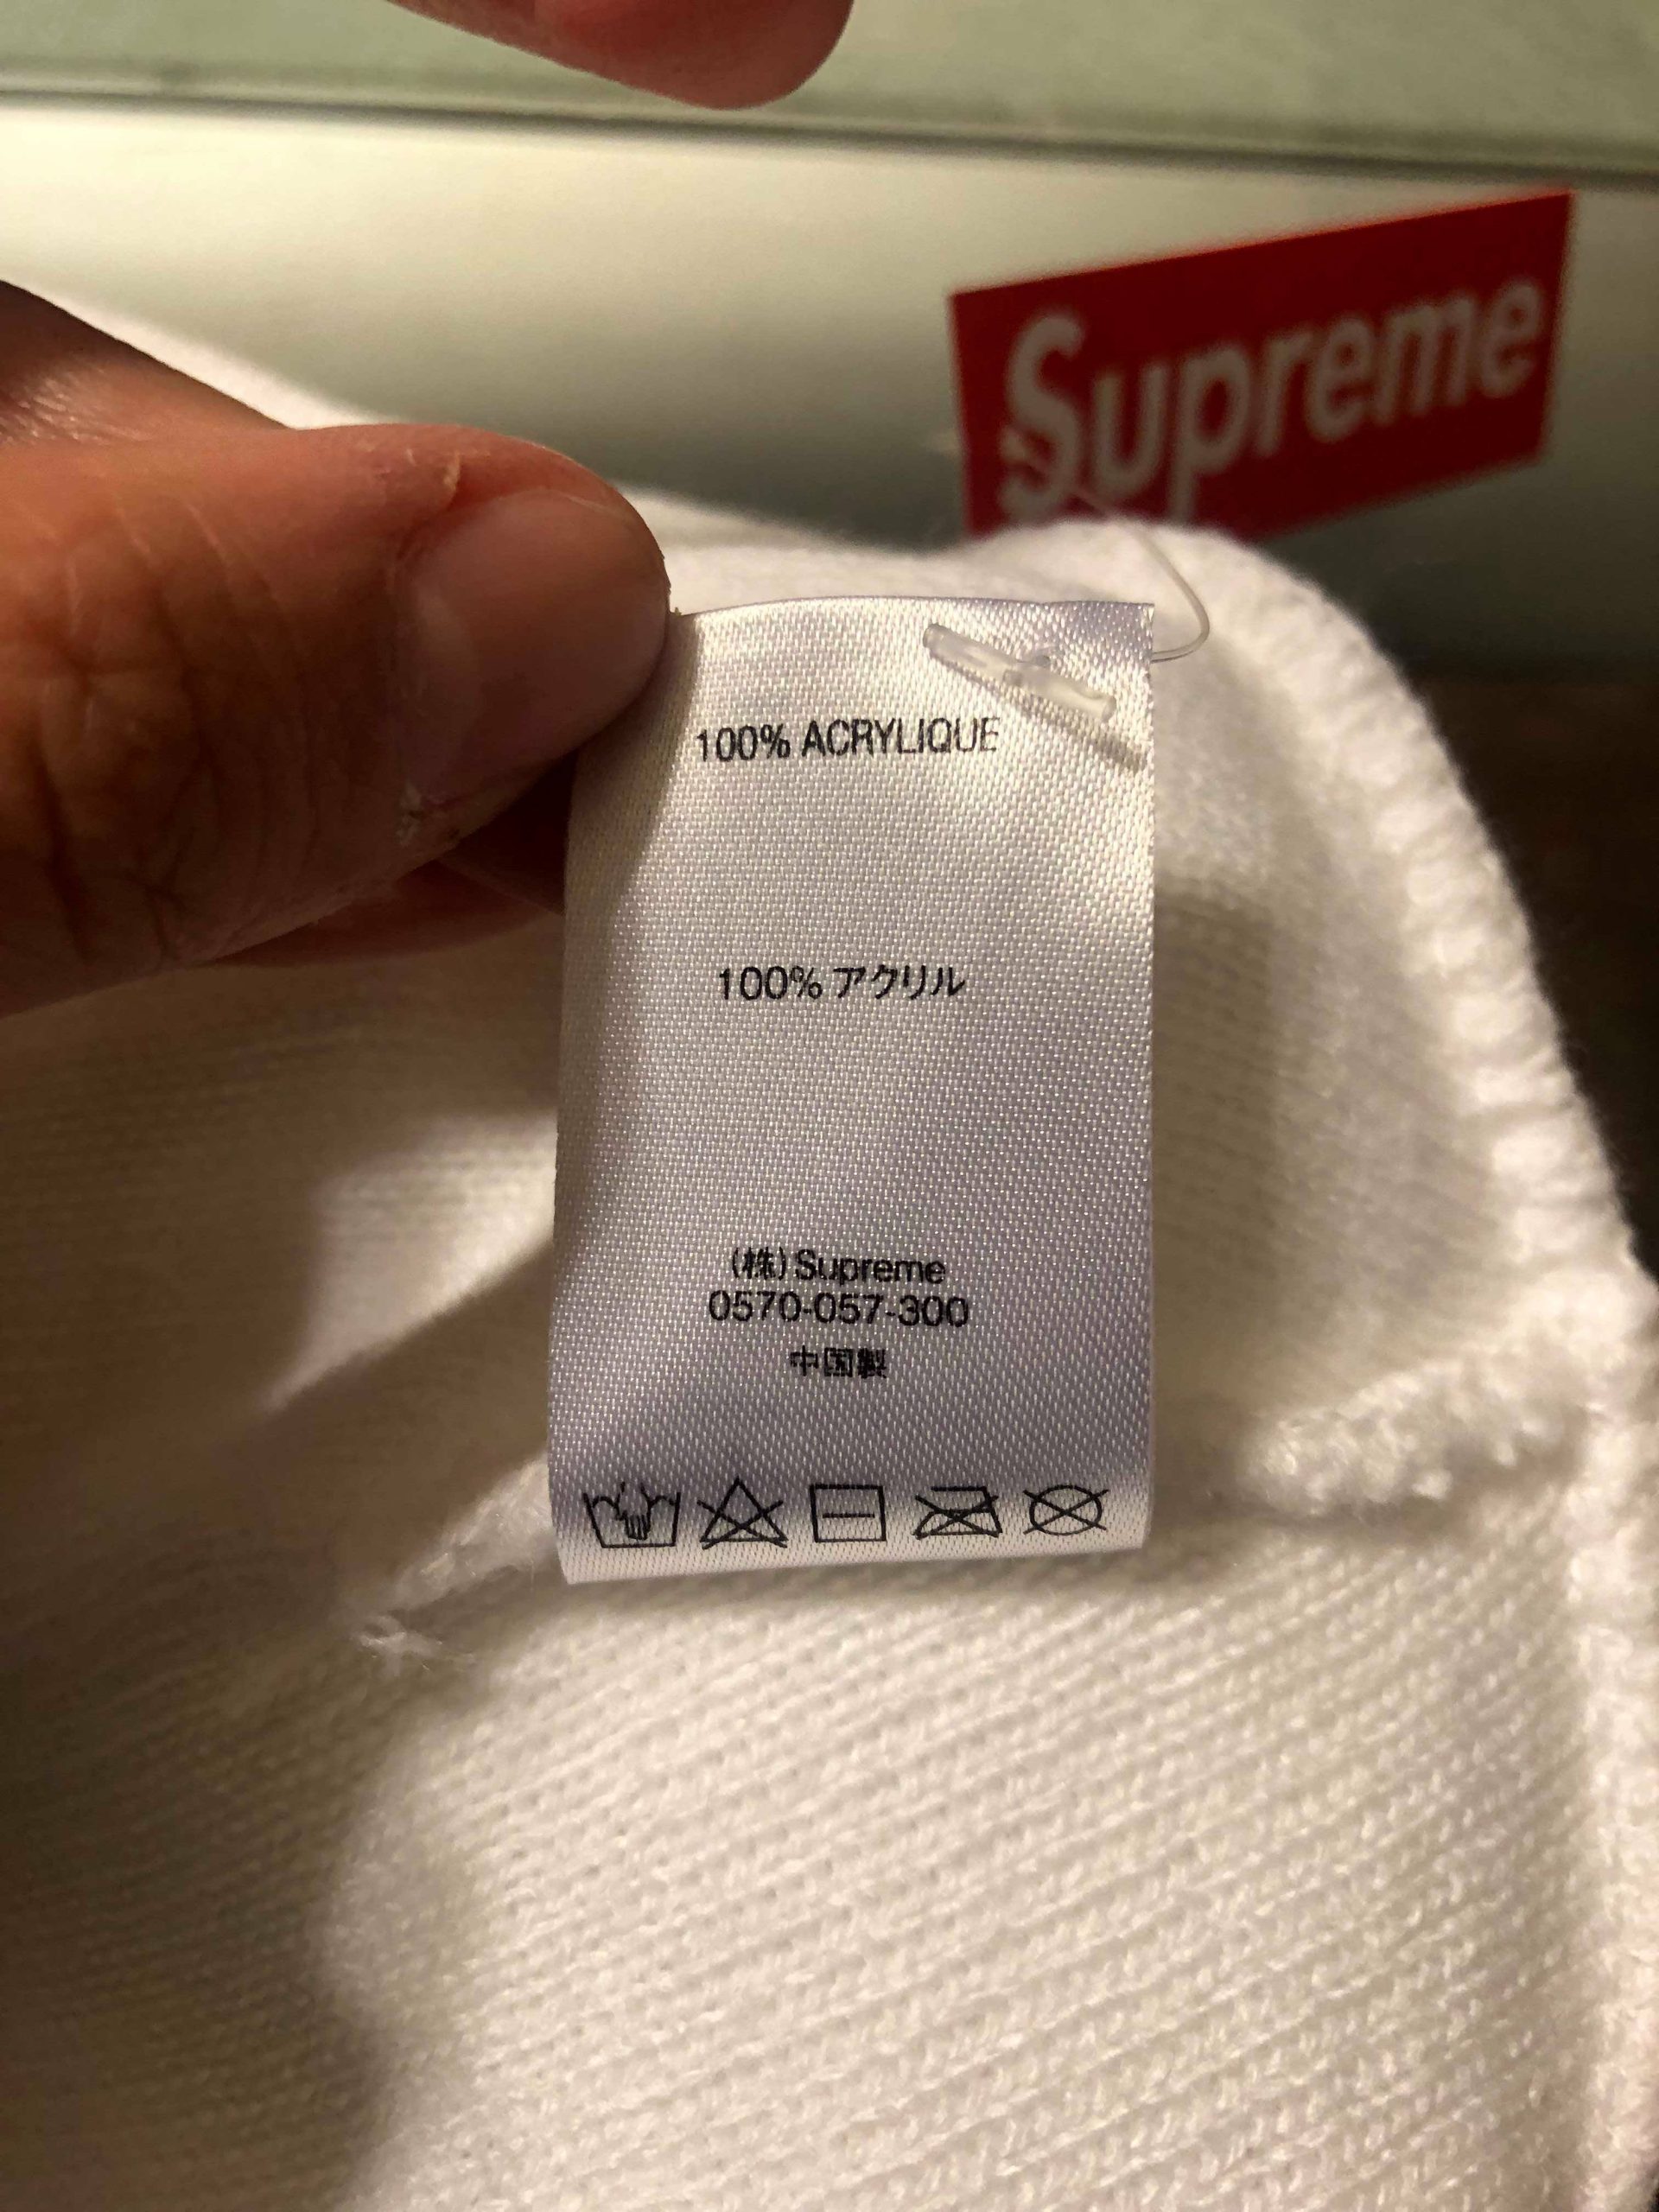 Supreme
100% ACRYLIQUE
100% アクリル
(株) Supreme
0570-057-300
中国製